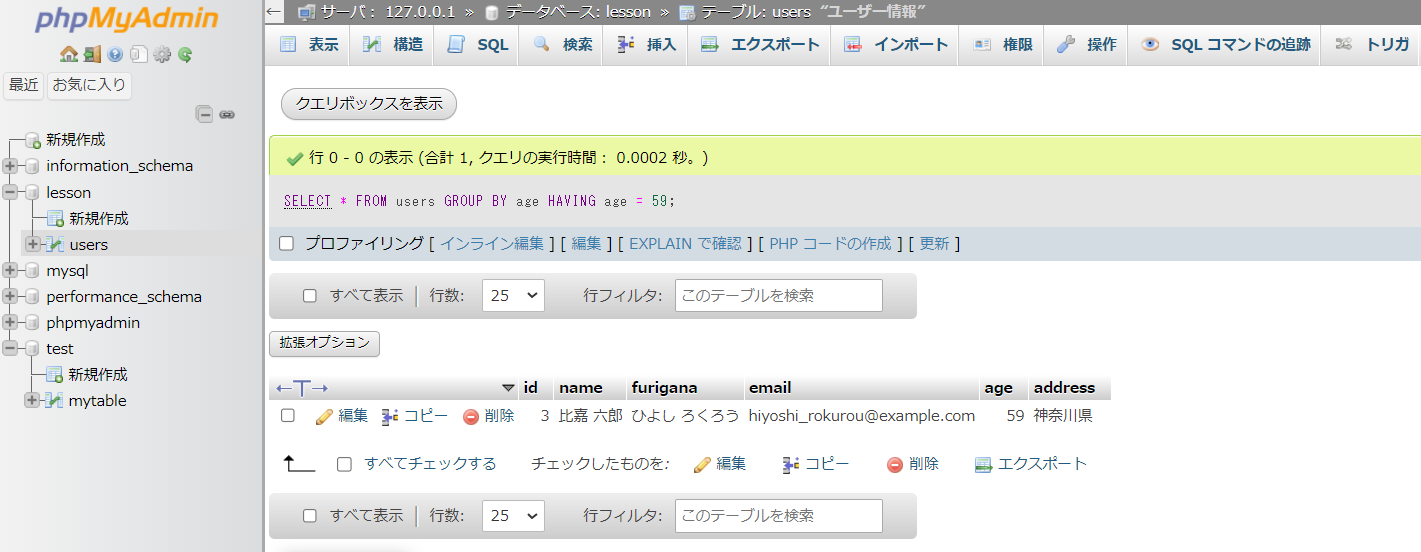 phpMyAdmin
最近 お気に入り
新規作成
information_schema
lesson
新規作成
users
mysql
performance_schema
phpmyadmin
test
新規作成
mytable
サーバ： 127.0.0.1 » データベース: lesson » テーブル: users “ユーザー情報”
表示 構造 SQL 検索 挿入 エクスポート インポート 権限 操作 SQL コマンドの追跡 トリガ
クエリボックスを表示
行 0 - 0 の表示 (合計 1, クエリの実行時間： 0.0002 秒。)
SELECT * FROM users GROUP BY age HAVING age = 59;
プロファイリング [ インライン編集 ] [ 編集 ] [ EXPLAIN で確認 ] [ PHP コードの作成 ] [ 更新 ]
すべて表示 行数: 25 行フィルタ: このテーブルを検索
拡張オプション
←T→ id name furigana email age address
編集 コピー 削除 3 比嘉 六郎 ひよし ろくろう hiyoshi_rokurou@example.com 59 神奈川県
すべてチェックする チェックしたものを: 編集 コピー 削除 エクスポート
すべて表示 行数: 25 行フィルタ: このテーブルを検索